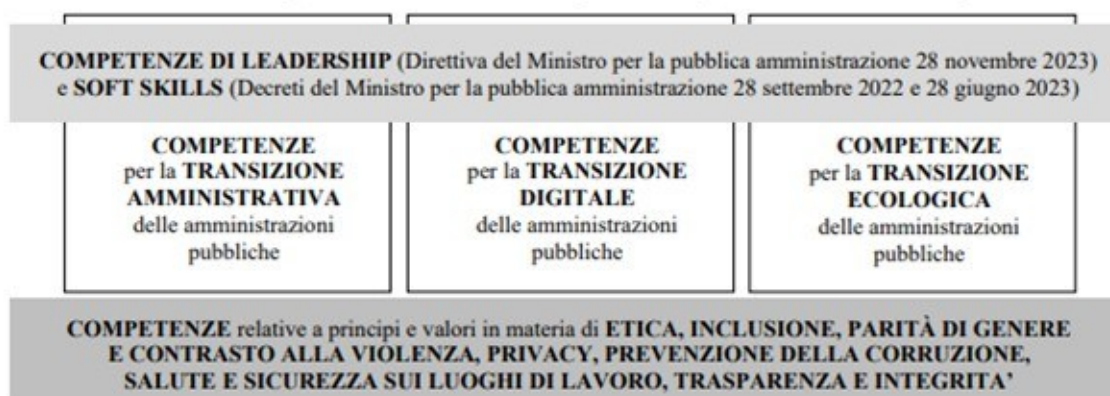 COMPETENZE DI LEADERSHIP (Direttiva del Ministro per la pubblica amministrazione 28 novembre 2023)
e SOFT SKILLS (Decreti del Ministro per la pubblica amministrazione 28 settembre 2022 e 28 giugno 2023)
COMPETENZE
per la TRANSIZIONE
AMMINISTRATIVA
delle amministrazioni
pubbliche
COMPETENZE
per la TRANSIZIONE
DIGITALE
delle amministrazioni
pubbliche
COMPETENZE
per la TRANSIZIONE
ECOLOGICA
delle amministrazioni
pubbliche
COMPETENZE relative a principi e valori in materia di ETICA, INCLUSIONE, PARITÀ DI GENERE
E CONTRASTO ALLA VIOLENZA, PRIVACY, PREVENZIONE DELLA CORRUZIONE,
SALUTE E SICUREZZA SUI LUOGHI DI LAVORO, TRASPARENZA E INTEGRITA’